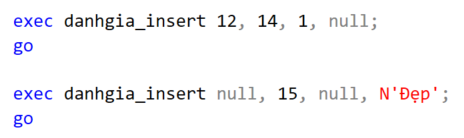 exec danhgia_insert 12, 14, 1, null;
go
exec danhgia_insert null, 15, null, N'Đẹp';
go